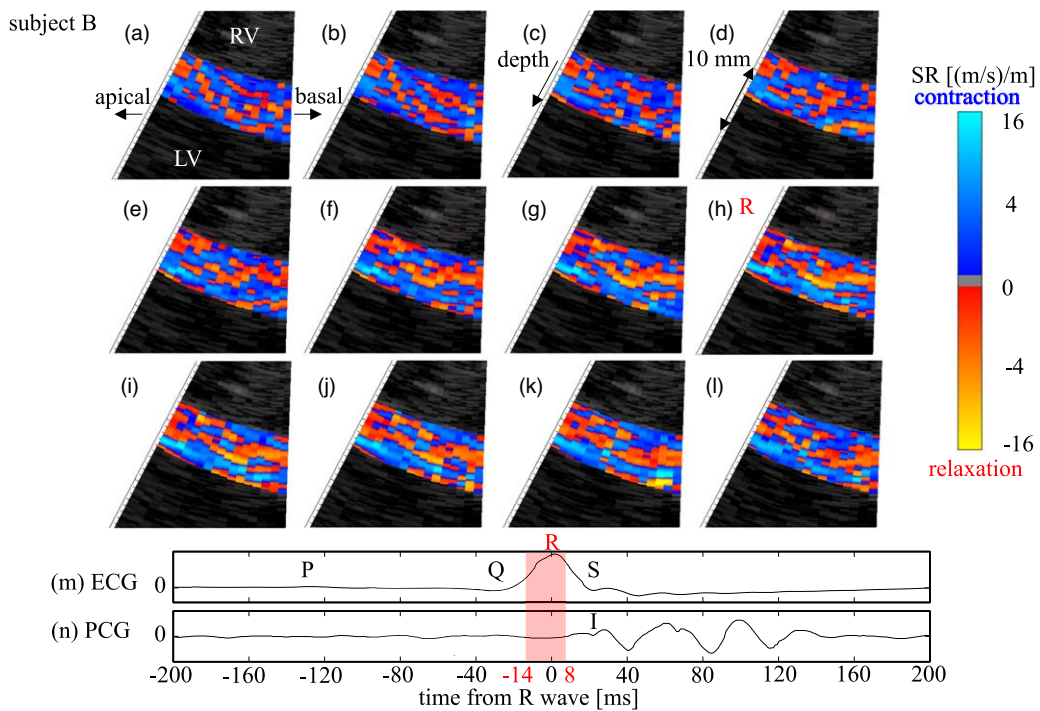 subject B
(a) RV
apical
basal
LV
(b)
(c)
depth
(d)
10 mm
SR [(m/s)/m]
contraction
16
4
0
-4
-16
relaxation
(e)
(f)
(g)
(h) R
(i)
(j)
(k)
(l)
R
(m) ECG 0 P Q S
(n) PCG 0 I
-200 -160 -120 -80 -40 -14 0 8 40 80 120 160 200
time from R wave [ms]